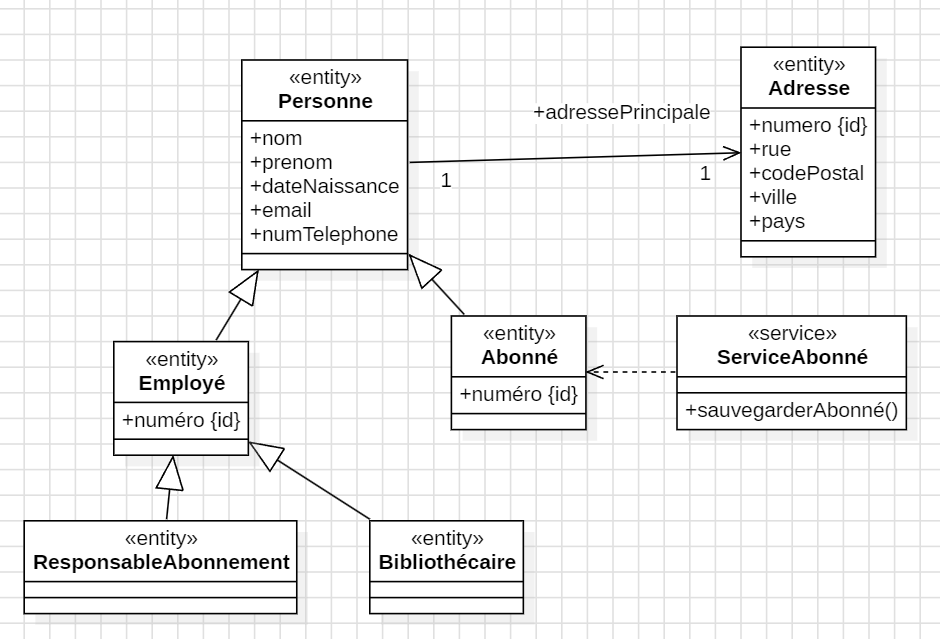 «entity»
Personne
+nom
+prenom
+dateNaissance
+email
+numTelephone
+adressePrincipale
1
1
«entity»
Adresse
+numero {id}
+rue
+codePostal
+ville
+pays
«entity»
Employé
+numéro {id}
«entity»
Abonné
+numéro {id}
«service»
ServiceAbonné
+sauvegarderAbonné()
«entity»
ResponsableAbonnement
«entity»
Bibliothécaire